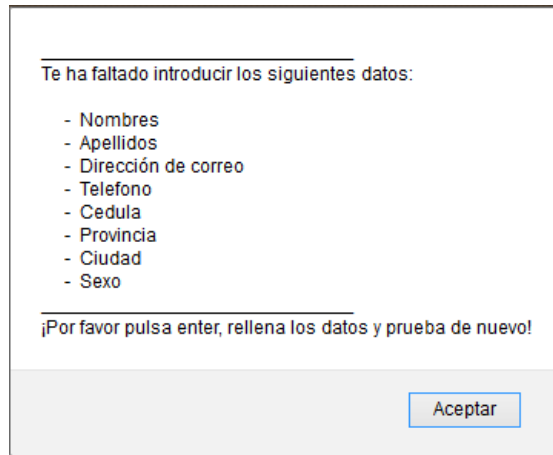 Te ha faltado introducir los siguientes datos:
- Nombres
- Apellidos
- Dirección de correo
- Telefono
- Cedula
- Provincia
- Ciudad
- Sexo
¡Por favor pulsa enter, rellena los datos y prueba de nuevo!
Aceptar